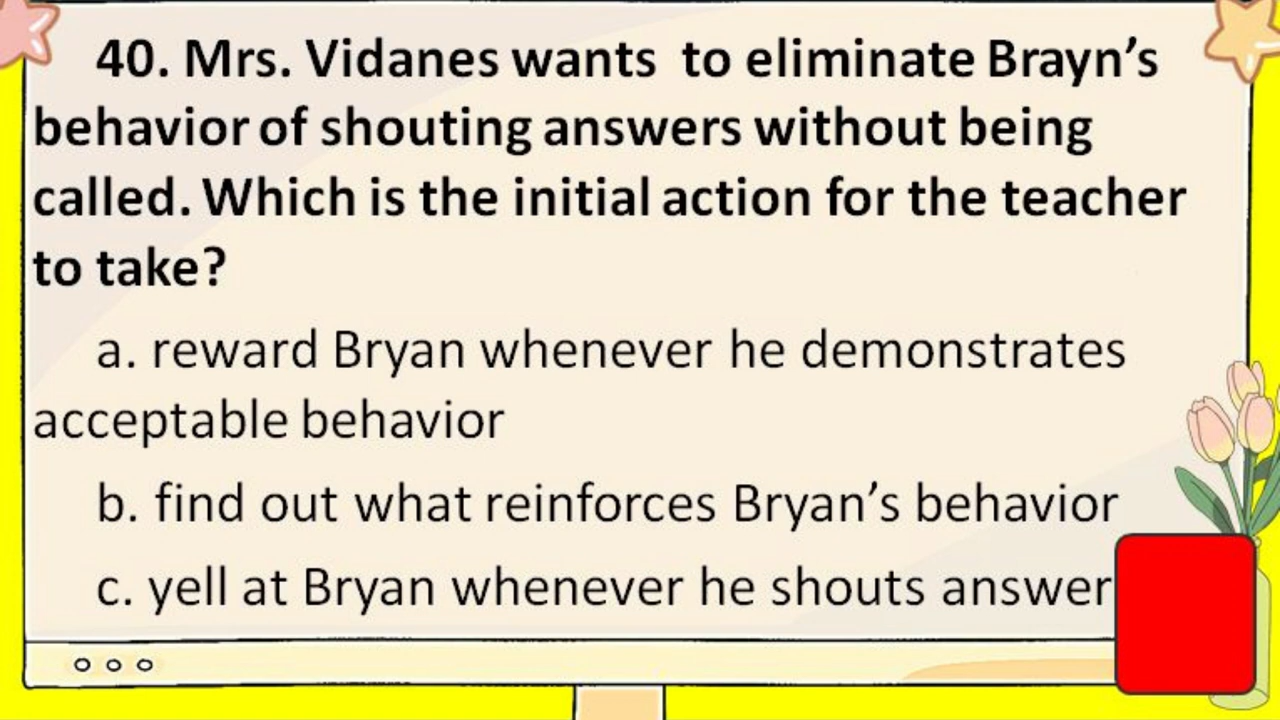 40. Mrs. Vidanes wants to eliminate Brayn’s
behavior of shouting answers without being
called. Which is the initial action for the teacher
to take?
a. reward Bryan whenever he demonstrates
acceptable behavior
b. find out what reinforces Bryan’s behavior
c. yell at Bryan whenever he shouts answer